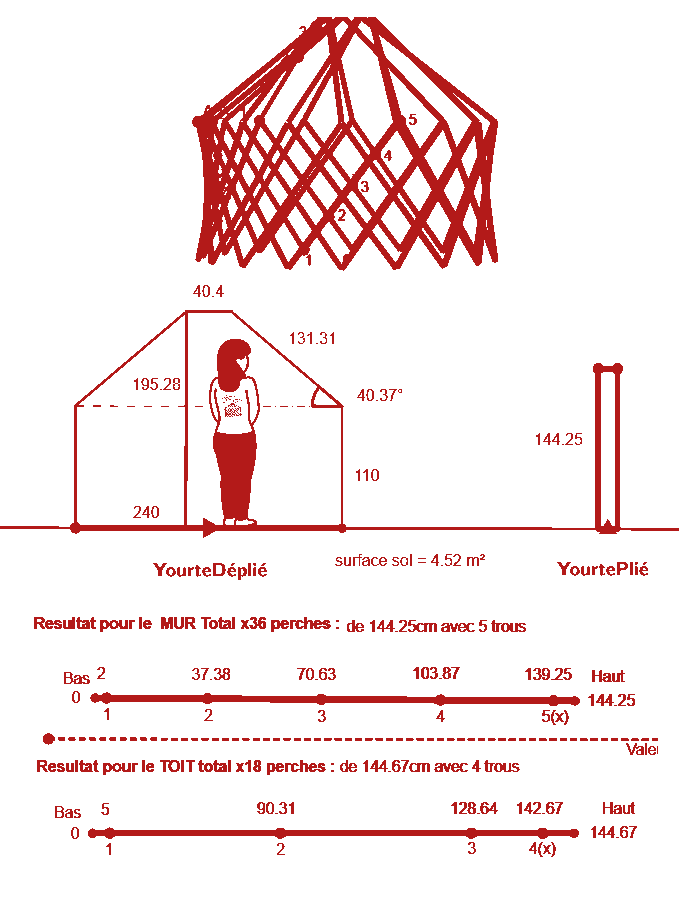 5
4
3
2
1
40.4
131.31
195.28
40.37°
144.25
110
240
surface sol = 4.52 m²
YourteDéplié
YourtePlié
Resultat pour le MUR Total x36 perches : de 144.25cm avec 5 trous
Bas 2 37.38 70.63 103.87 139.25 Haut
0 144.25
1 2 3 4 5(x)
Resultat pour le TOIT total x18 perches : de 144.67cm avec 4 trous
Bas 5 90.31 128.64 142.67 Haut
0 144.67
1 2 3 4(x)